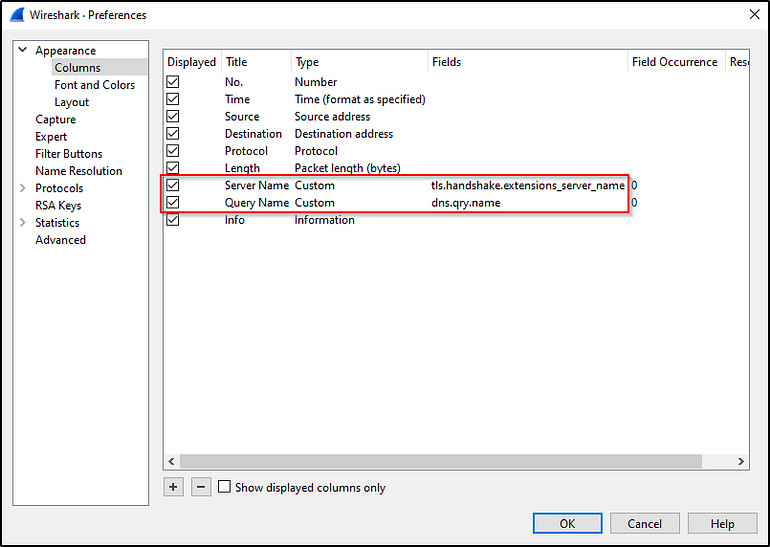 Wireshark · Preferences
Appearance
Columns
Font and Colors
Layout
Capture
Expert
Filter Buttons
Name Resolution
Protocols
RSA Keys
Statistics
Advanced
Displayed Title Type Fields Field Occurrence Reso
No. Number
Time Time (format as specified)
Source Source address
Destination Destination address
Protocol Protocol
Length Packet length (bytes)
Server Name Custom tls.handshake.extensions_server_name 0
Query Name Custom dns.qry.name 0
Info Information
Show displayed columns only
OK Cancel Help